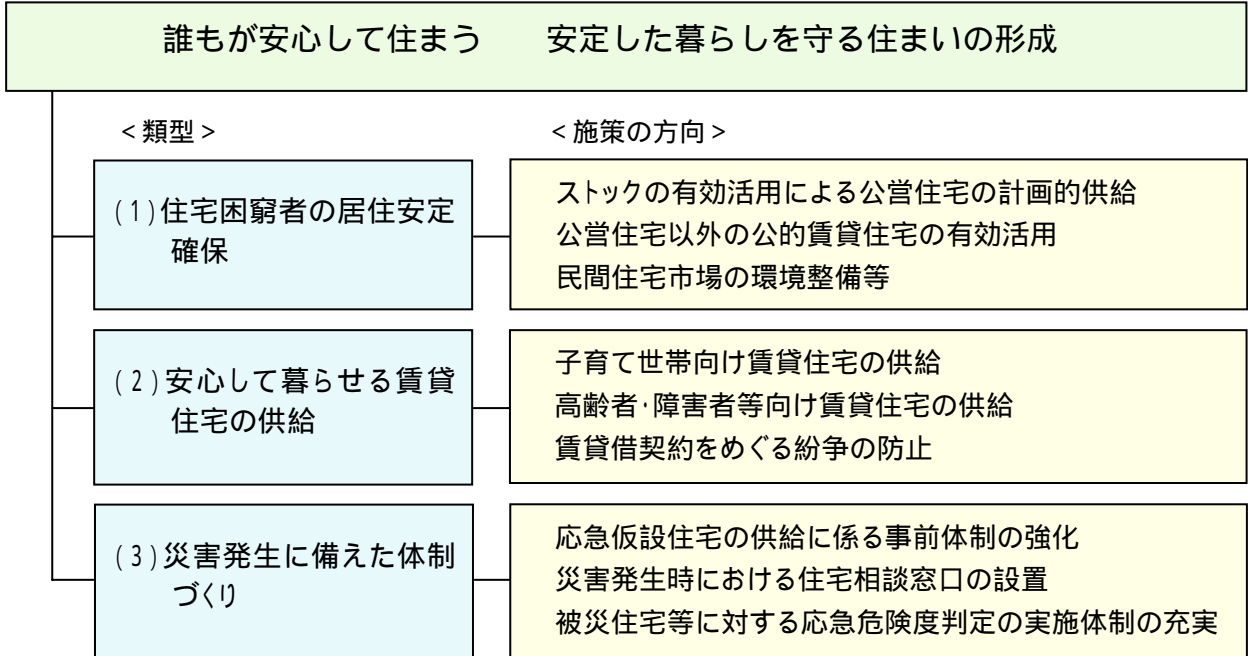 誰もが安心して住まう　　安定した暮らしを守る住まいの形成
<類型>
<施策の方向>
(1)住宅困窮者の居住安定
確保
ストックの有効活用による公営住宅の計画的供給
公営住宅以外の公的賃貸住宅の有効活用
民間住宅市場の環境整備等
(2)安心して暮らせる賃貸
住宅の供給
子育て世帯向け賃貸住宅の供給
高齢者・障害者等向け賃貸住宅の供給
賃貸借契約をめぐる紛争の防止
(3)災害発生に備えた体制
づくり
応急仮設住宅の供給に係る事前体制の強化
災害発生時における住宅相談窓口の設置
被災住宅等に対する応急危険度判定の実施体制の充実